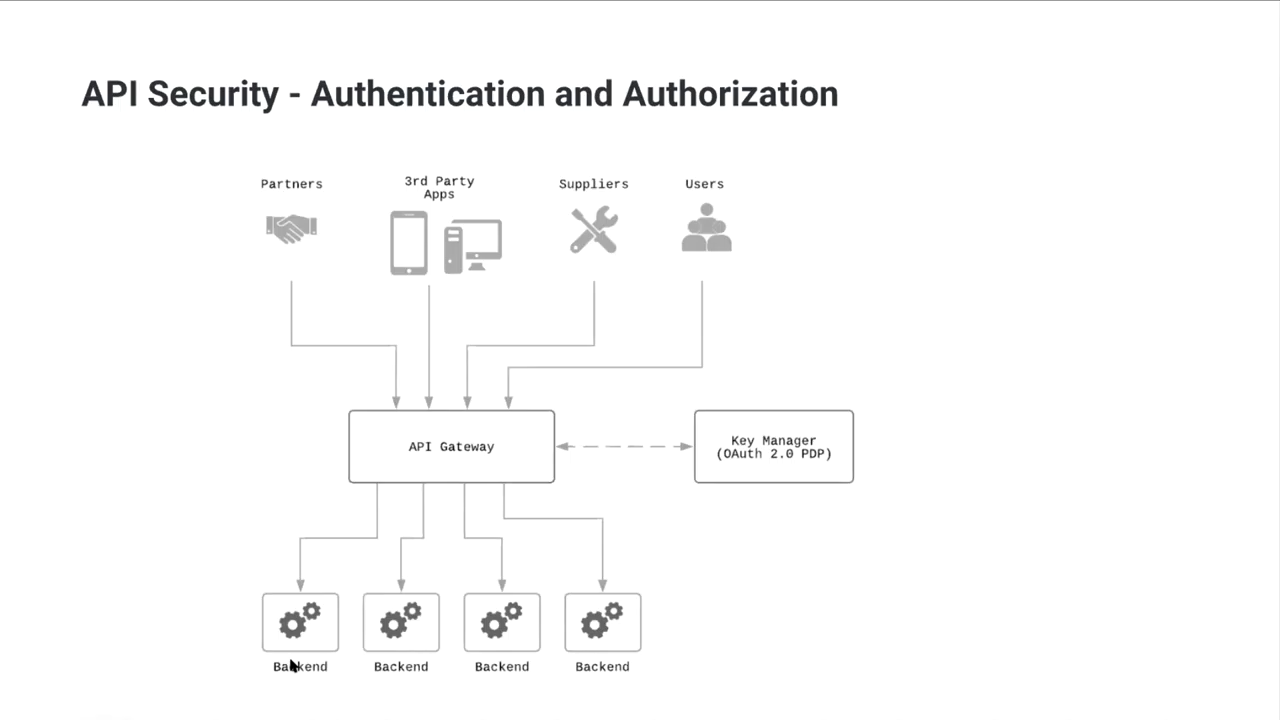 API Security - Authentication and Authorization
Partners
3rd Party
Apps
Suppliers
Users
API Gateway
Key Manager
(OAuth 2.0 PDP)
Backend
Backend
Backend
Backend